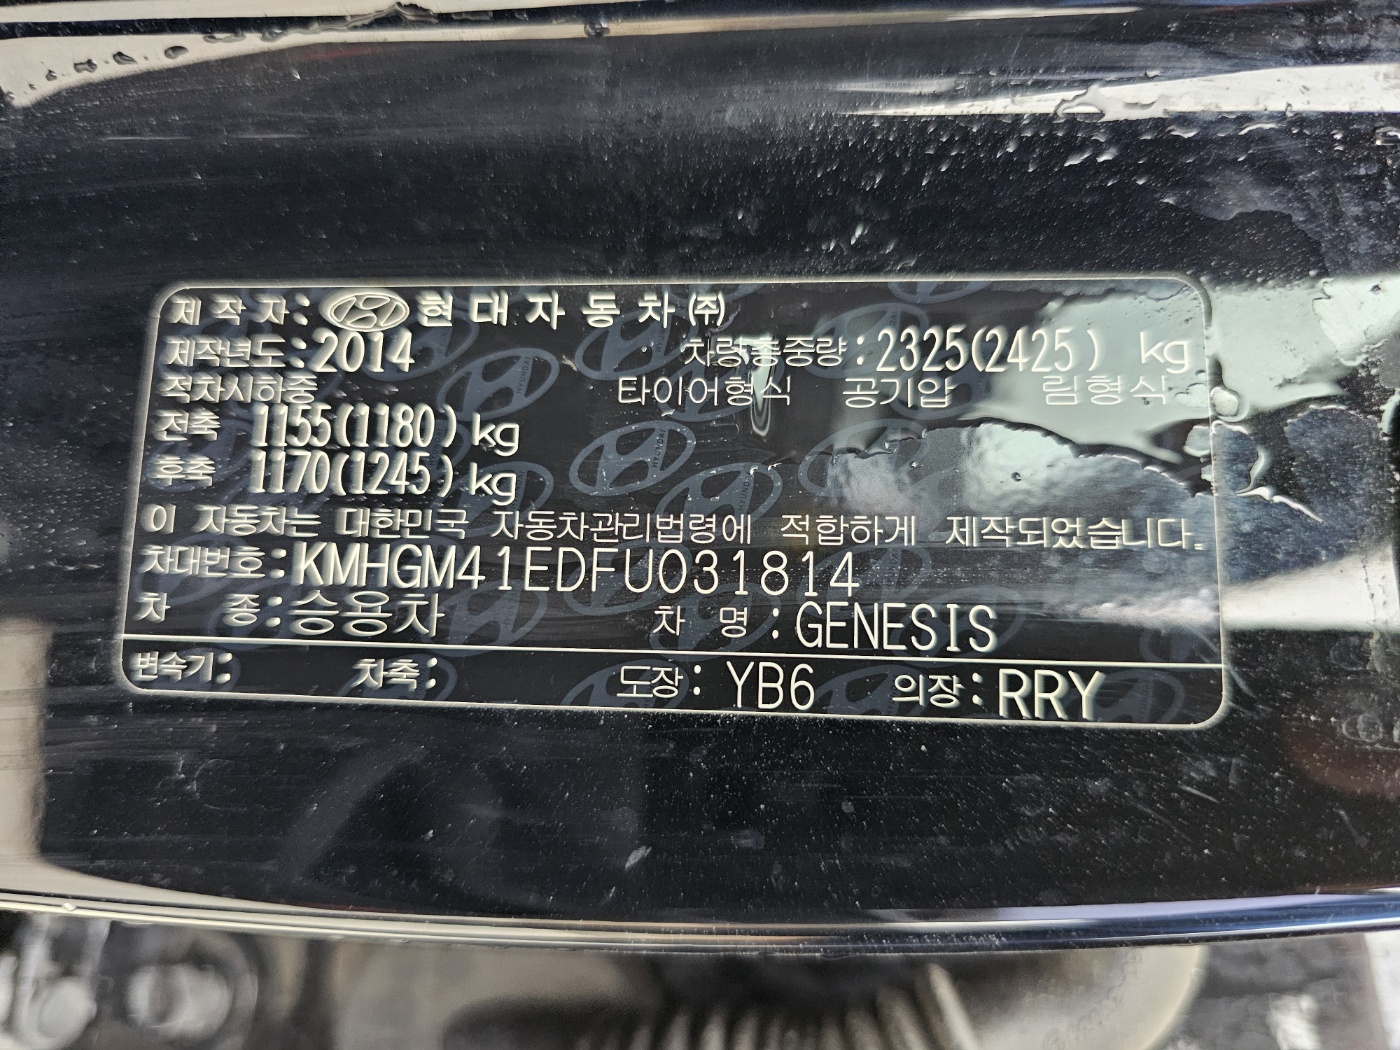 제작자: 현대자동차㈜
제작년도:2014 차량총중량:2325(2425) kg
적차시하중 타이어형식 공기압 림형식
전축 1155(1180) kg
후축 1170(1245) kg
이 자동차는 대한민국 자동차관리법령에 적합하게 제작되었습니다.
차대번호:KMHGM41EDFU031814
차 종:승용차 차 명:GENESIS
변속기: 차축: 도장: YB6 의장:RRY